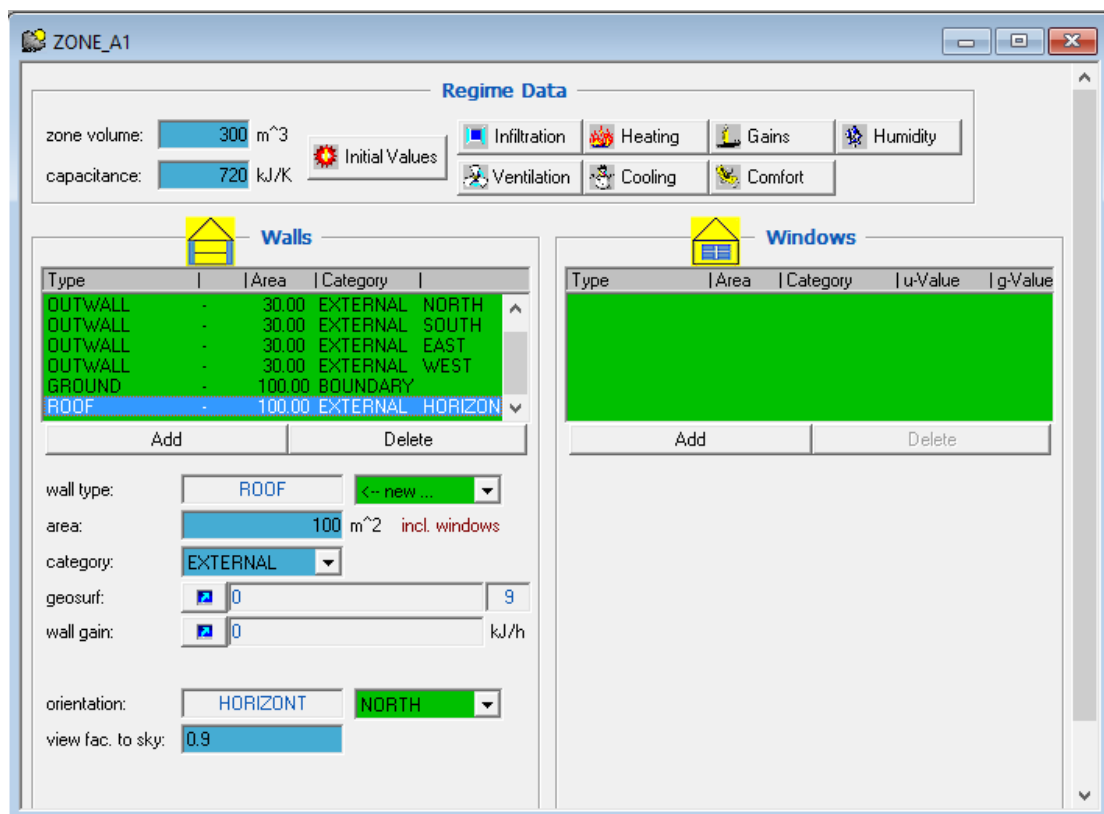 ZONE_A1
Regime Data
zone volume: 300 m^3
capacitance: 720 kJ/K
Initial Values
Infiltration Heating Gains Humidity
Ventilation Cooling Comfort
Walls
Type | | Area | Category |
OUTWALL - 30.00 EXTERNAL NORTH
OUTWALL - 30.00 EXTERNAL SOUTH
OUTWALL - 30.00 EXTERNAL EAST
OUTWALL - 30.00 EXTERNAL WEST
GROUND - 100.00 BOUNDARY
ROOF - 100.00 EXTERNAL HORIZON
Add Delete
wall type: ROOF <-- new ...
area: 100 m^2 incl. windows
category: EXTERNAL
geosurf: 0 9
wall gain: 0 kJ/h
orientation: HORIZONT NORTH
view fac. to sky: 0.9
Windows
Type | Area | Category | u-Value | g-Value
Add Delete